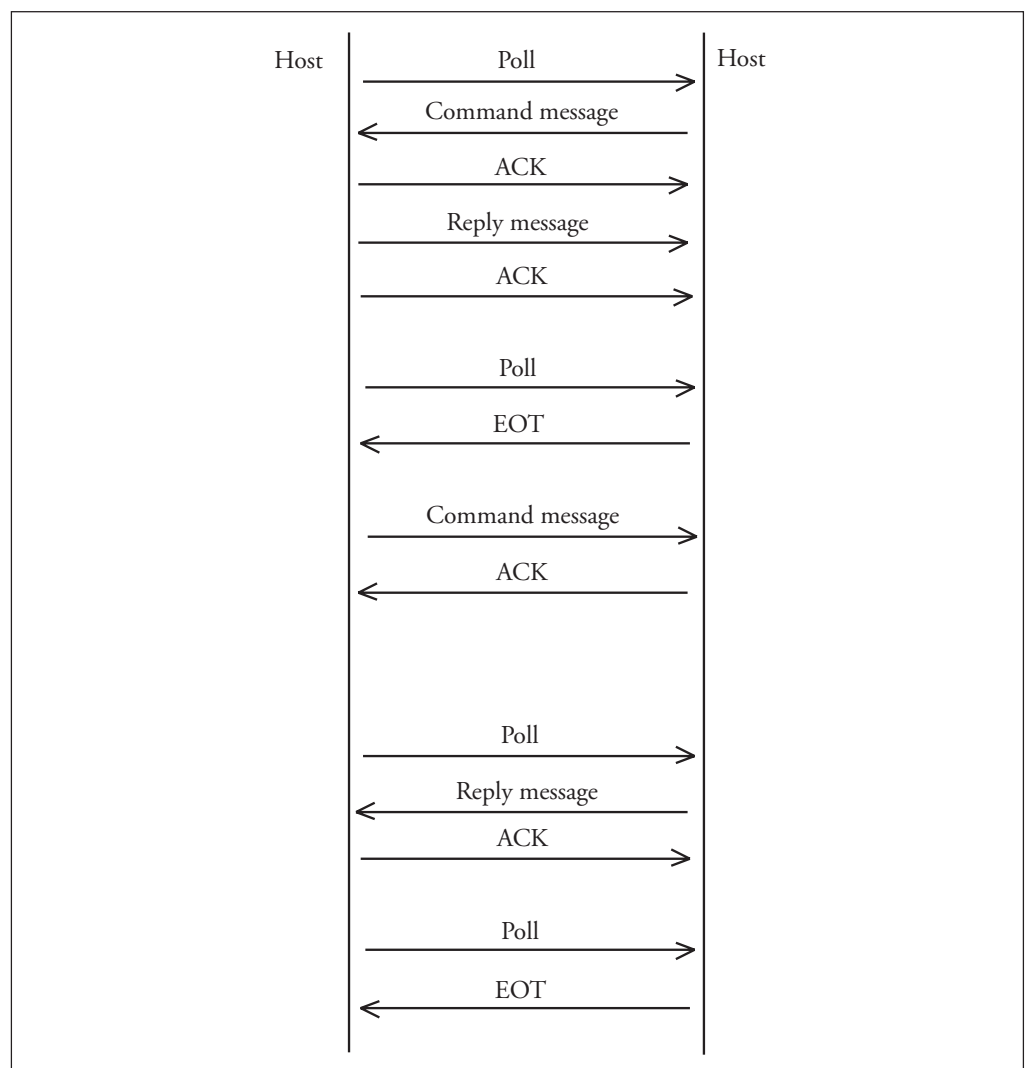 Host
Poll
Host
Command message
ACK
Reply message
ACK
Poll
EOT
Command message
ACK
Poll
Reply message
ACK
Poll
EOT